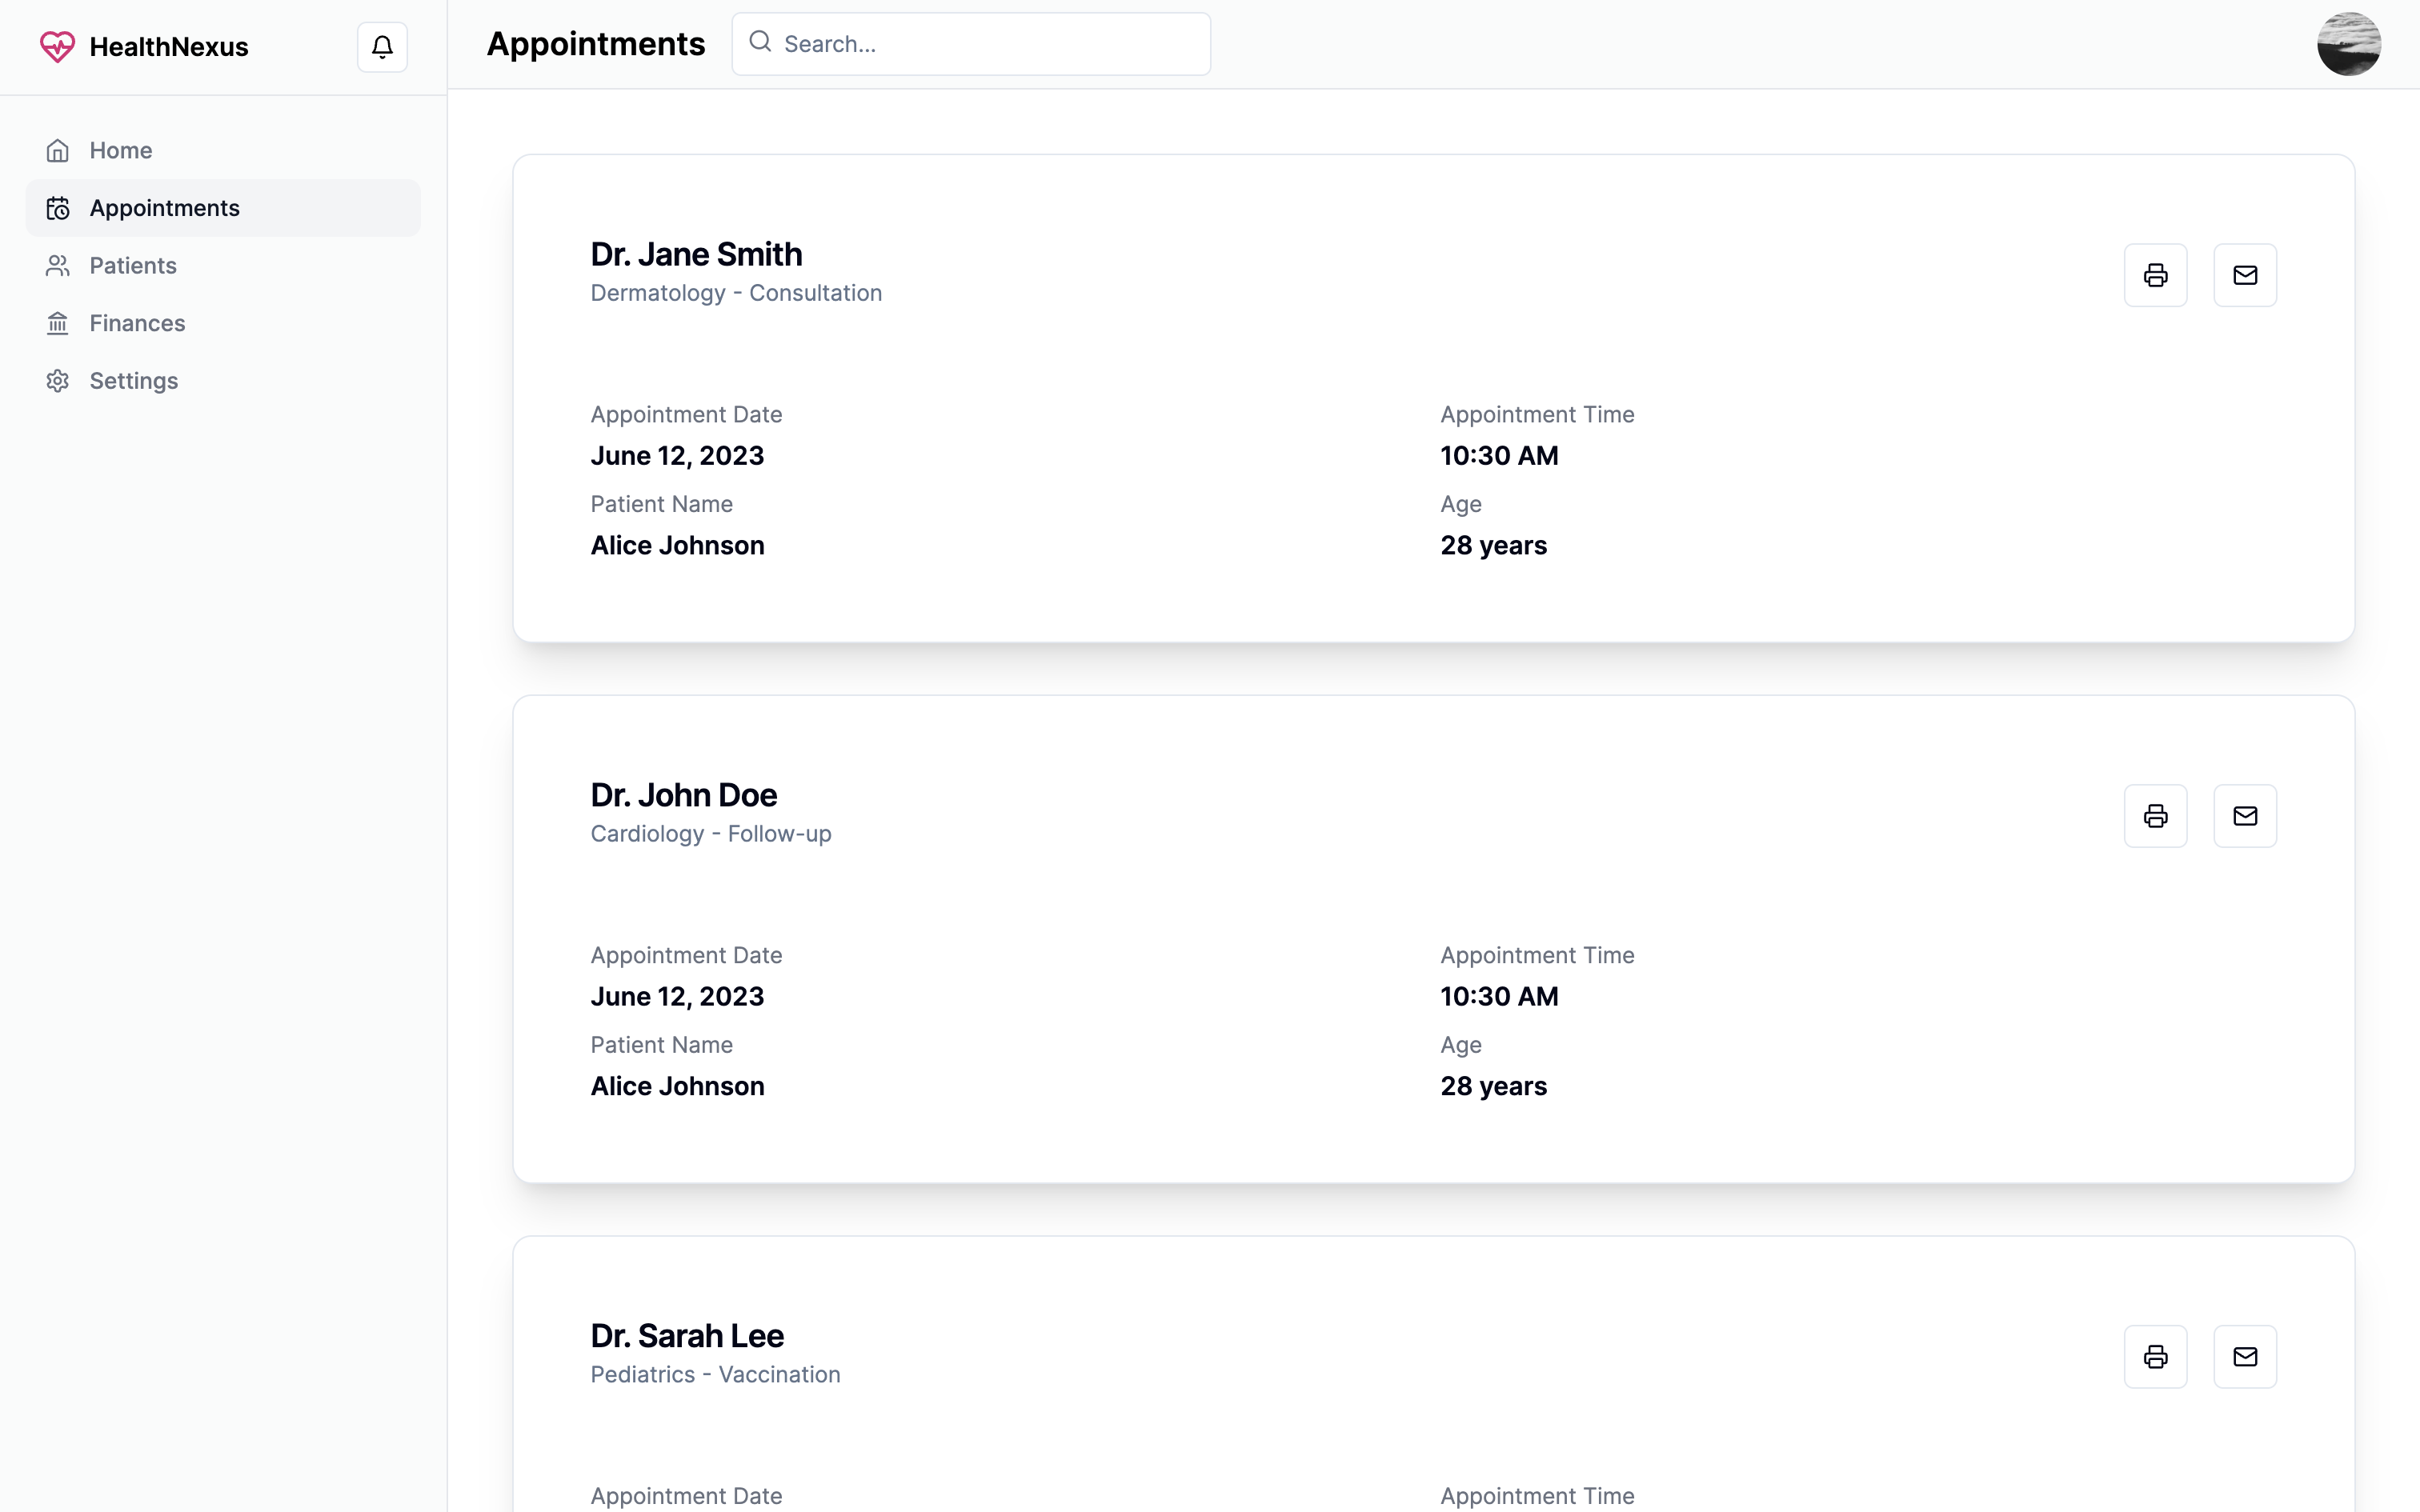 HealthNexus
Home
Appointments
Patients
Finances
Settings
Appointments
Search...
Dr. Jane Smith
Dermatology - Consultation
Appointment Date
June 12, 2023
Appointment Time
10:30 AM
Patient Name
Alice Johnson
Age
28 years
Dr. John Doe
Cardiology - Follow-up
Appointment Date
June 12, 2023
Appointment Time
10:30 AM
Patient Name
Alice Johnson
Age
28 years
Dr. Sarah Lee
Pediatrics - Vaccination
Appointment Date
Appointment Time